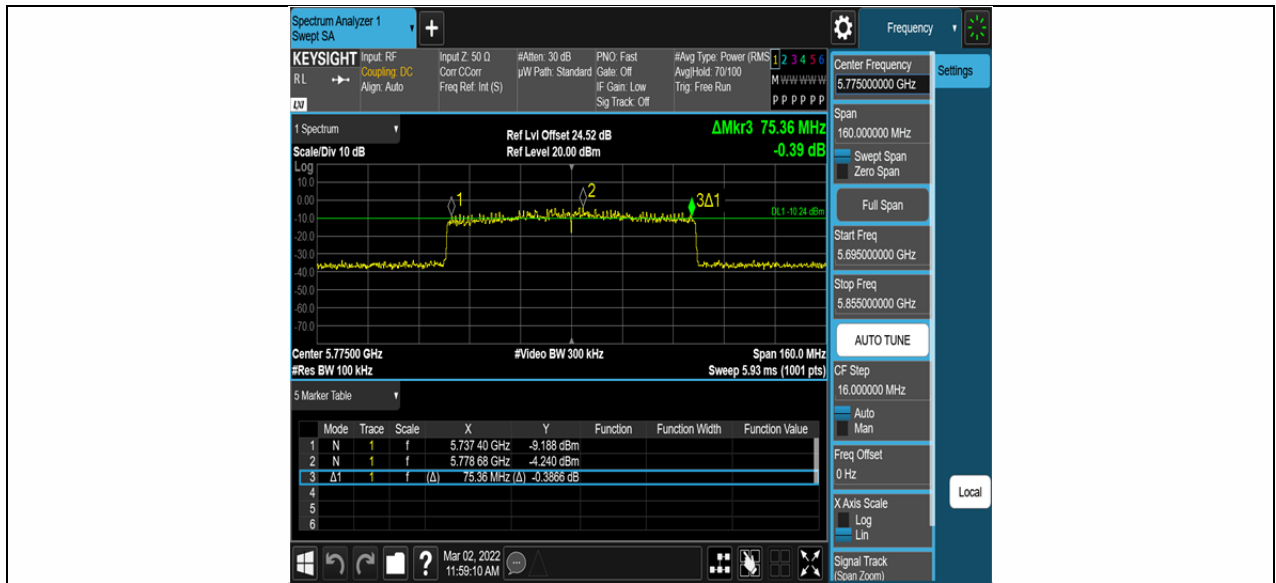 Spectrum Analyzer 1
Swept SA
Frequency
KEYSIGHT Input: RF Input Z: 50 Ω #Atten: 30 dB PNO: Fast #Avg Type: Power (RMS 1 2 3 4 5 6
RL Coupling: DC Corr CCorr µW Path: Standard Gate: Off Avg|Hold: 70/100 M W W W W W
Align: Auto Freq Ref: Int (S) IF Gain: Low Trig: Free Run
LXI Sig Track: Off P P P P P P
1 Spectrum
Scale/Div 10 dB
Ref Lvl Offset 24.52 dB
Ref Level 20.00 dBm
ΔMkr3 75.36 MHz
-0.39 dB
Log
10.0
0.00
-10.0
-20.0
-30.0
-40.0
-50.0
-60.0
-70.0
1
2
3Δ1
DL1 -10.24 dBm
Center 5.77500 GHz #Video BW 300 kHz Span 160.0 MHz
#Res BW 100 kHz Sweep 5.93 ms (1001 pts)
5 Marker Table
Mode Trace Scale X Y Function Function Width Function Value
1 N 1 f 5.737 40 GHz -9.188 dBm
2 N 1 f 5.778 68 GHz -4.240 dBm
3 Δ1 1 f (Δ) 75.36 MHz (Δ) -0.3866 dB
4
5
6
Mar 02, 2022
11:59:10 AM
Center Frequency
5.775000000 GHz
Span
160.000000 MHz
Swept Span
Zero Span
Full Span
Start Freq
5.695000000 GHz
Stop Freq
5.855000000 GHz
AUTO TUNE
CF Step
16.000000 MHz
Auto
Man
Freq Offset
0 Hz
X Axis Scale
Log
Lin
Signal Track
(Span Zoom)
Settings
Local